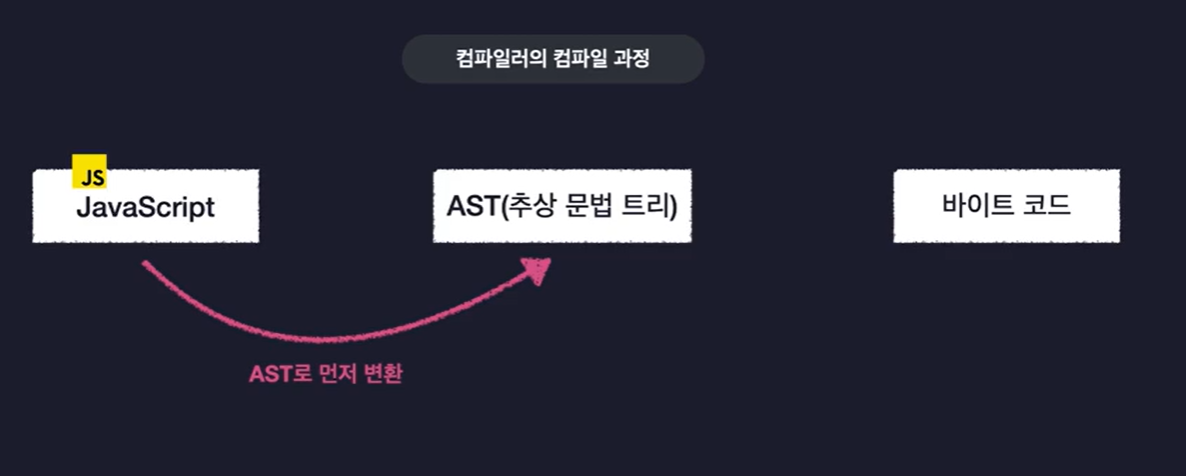 컴파일러의 컴파일 과정
JS
JavaScript
AST(추상 문법 트리)
바이트 코드
AST로 먼저 변환